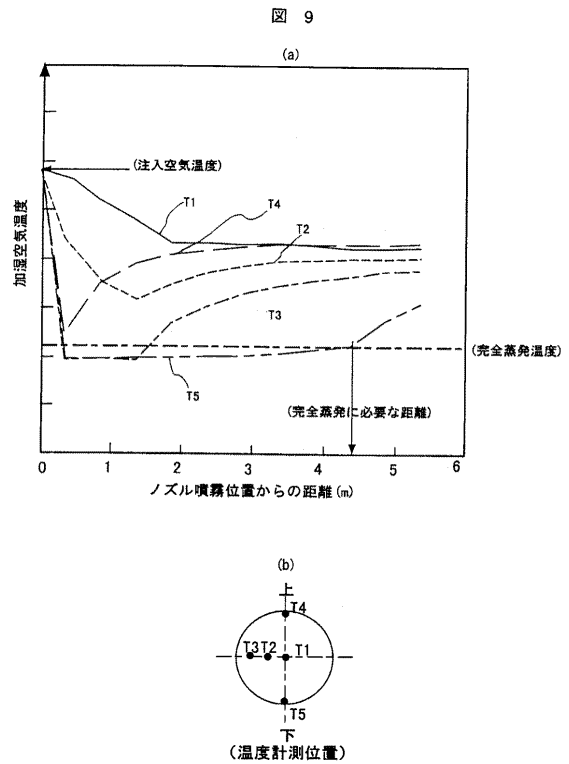 図 9
(a)
(注入空気温度)
T1
T4
T2
加湿空気温度
T3
(完全蒸発温度)
T5
(完全蒸発に必要な距離)
0 1 2 3 4 5 6
ノズル噴霧位置からの距離(m)
(b)
上
T4
T3 T2 T1
T5
下
(温度計測位置)